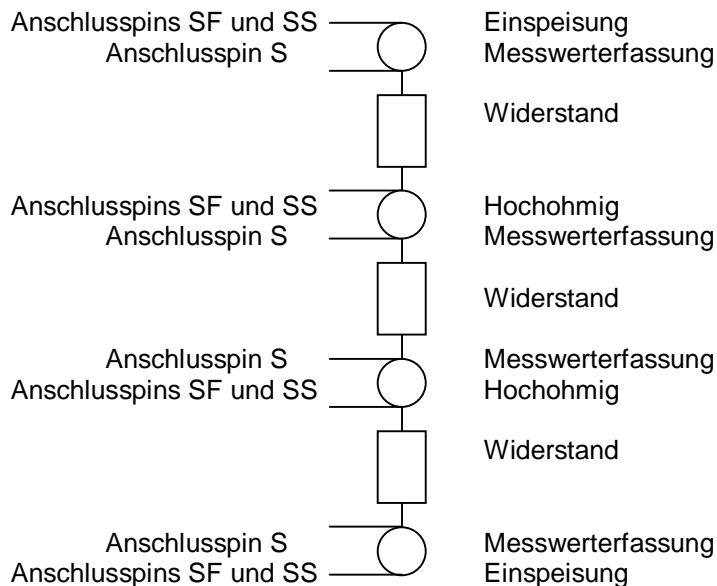 Anschlusspins SF und SS Einspeisung
Anschlusspin S Messwerterfassung
Widerstand
Anschlusspins SF und SS Hochohmig
Anschlusspin S Messwerterfassung
Widerstand
Anschlusspin S Messwerterfassung
Anschlusspins SF und SS Hochohmig
Widerstand
Anschlusspin S Messwerterfassung
Anschlusspins SF und SS Einspeisung